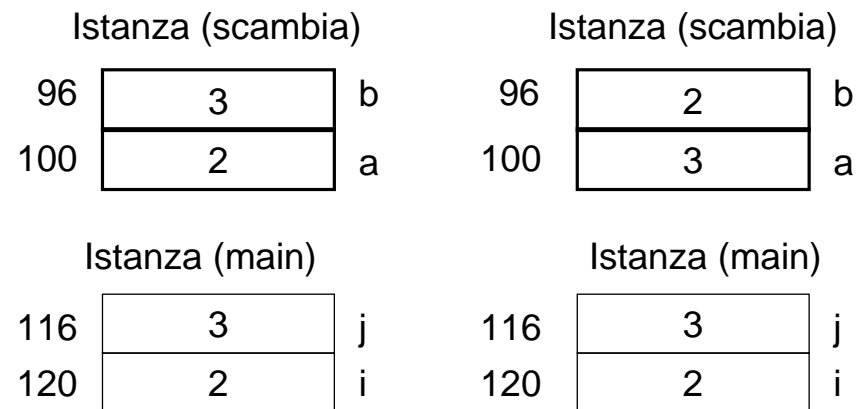 Istanza (scambia) Istanza (scambia)
96 3 b 96 2 b
100 2 a 100 3 a
Istanza (main) Istanza (main)
116 3 j 116 3 j
120 2 i 120 2 i